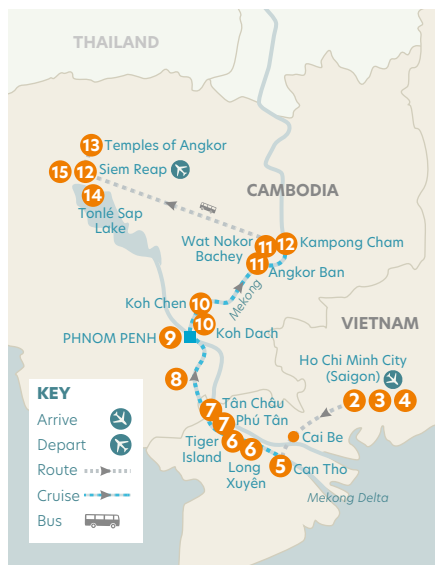 THAILAND
13 Temples of Angkor
15 12 Siem Reap
14
Tonlé Sap
Lake
CAMBODIA
Wat Nokor
Bachey
11 12 Kampong Cham
11 Angkor Ban
Mekong
Koh Chen 10
10 Koh Dach
PHNOM PENH 9
VIETNAM
Ho Chi Minh City
(Saigon)
2 3 4
8
KEY
Arrive
Depart
Route
Cruise
Bus
7 Tân Châu
7 Phú Tân
Tiger
Island
6 6
Long
Xuyên
Cai Be
5 Can Tho
Mekong Delta